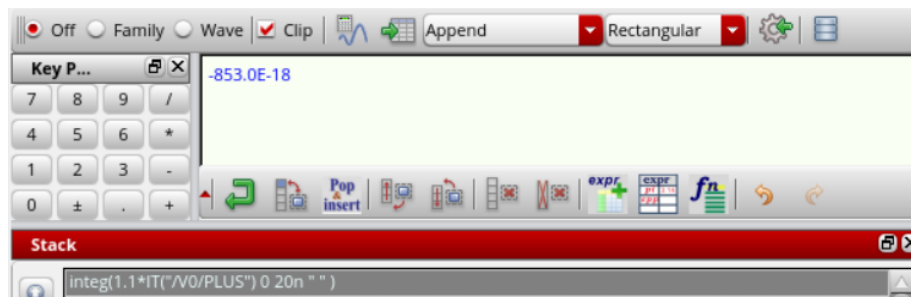 Off Family Wave Clip Append Rectangular
Key P...
-853.0E-18
7 8 9 /
4 5 6 *
1 2 3 -
0 ± . +
Pop & insert
expr
expr
fn
Stack
integ(1.1*IT("/V0/PLUS") 0 20n " " )